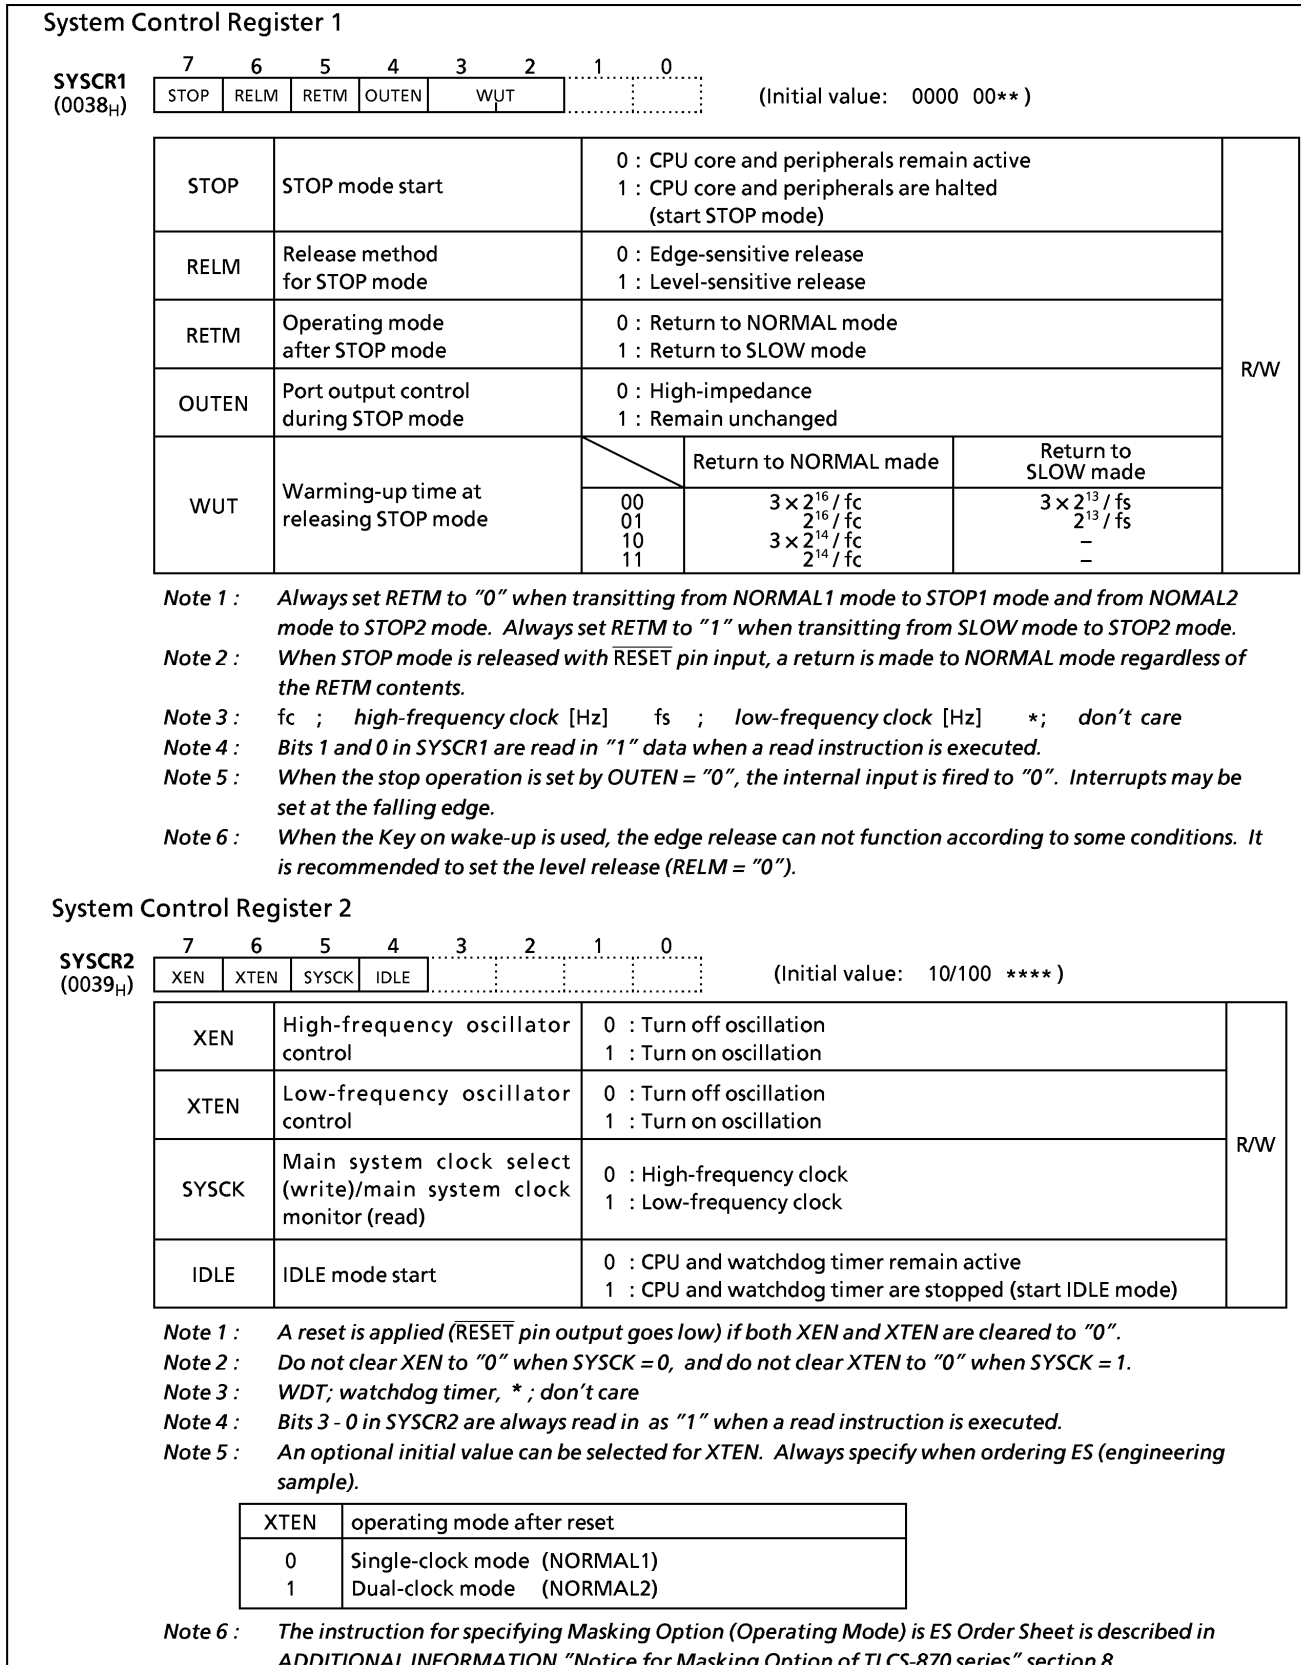 System Control Register 1
7 6 5 4 3 2 1 0
SYSCR1 (0038H)
STOP RELM RETM OUTEN WUT
(Initial value: 0000 00**)
STOP
STOP mode start
0 : CPU core and peripherals remain active
1 : CPU core and peripherals are halted
(start STOP mode)
RELM
Release method
for STOP mode
0 : Edge-sensitive release
1 : Level-sensitive release
RETM
Operating mode
after STOP mode
0 : Return to NORMAL mode
1 : Return to SLOW mode
OUTEN
Port output control
during STOP mode
0 : High-impedance
1 : Remain unchanged
R/W
WUT
Warming-up time at
releasing STOP mode
Return to NORMAL made
Return to
SLOW made
00 3 × 2¹⁶ / fc 3 × 2¹³ / fs
01 2¹⁶ / fc 2¹³ / fs
10 3 × 2¹⁴ / fc –
11 2¹⁴ / fc –
Note 1 : Always set RETM to "0" when transitting from NORMAL1 mode to STOP1 mode and from NOMAL2
mode to STOP2 mode. Always set RETM to "1" when transitting from SLOW mode to STOP2 mode.
Note 2 : When STOP mode is released with RESET pin input, a return is made to NORMAL mode regardless of
the RETM contents.
Note 3 : fc ; high-frequency clock [Hz] fs ; low-frequency clock [Hz] *; don't care
Note 4 : Bits 1 and 0 in SYSCR1 are read in "1" data when a read instruction is executed.
Note 5 : When the stop operation is set by OUTEN = "0", the internal input is fired to "0". Interrupts may be
set at the falling edge.
Note 6 : When the Key on wake-up is used, the edge release can not function according to some conditions. It
is recommended to set the level release (RELM = "0").
System Control Register 2
7 6 5 4 3 2 1 0
SYSCR2 (0039H)
XEN XTEN SYSCK IDLE
(Initial value: 10/100 ****)
XEN
High-frequency oscillator
control
0 : Turn off oscillation
1 : Turn on oscillation
XTEN
Low-frequency oscillator
control
0 : Turn off oscillation
1 : Turn on oscillation
R/W
SYSCK
Main system clock select
(write)/main system clock
monitor (read)
0 : High-frequency clock
1 : Low-frequency clock
IDLE
IDLE mode start
0 : CPU and watchdog timer remain active
1 : CPU and watchdog timer are stopped (start IDLE mode)
Note 1 : A reset is applied (RESET pin output goes low) if both XEN and XTEN are cleared to "0".
Note 2 : Do not clear XEN to "0" when SYSCK = 0, and do not clear XTEN to "0" when SYSCK = 1.
Note 3 : WDT; watchdog timer, * ; don't care
Note 4 : Bits 3 - 0 in SYSCR2 are always read in as "1" when a read instruction is executed.
Note 5 : An optional initial value can be selected for XTEN. Always specify when ordering ES (engineering
sample).
XTEN operating mode after reset
0 Single-clock mode (NORMAL1)
1 Dual-clock mode (NORMAL2)
Note 6 : The instruction for specifying Masking Option (Operating Mode) is ES Order Sheet is described in
ADDITIONAL INFORMATION "Notice for Masking Option of TLCS-870 series" section 8.